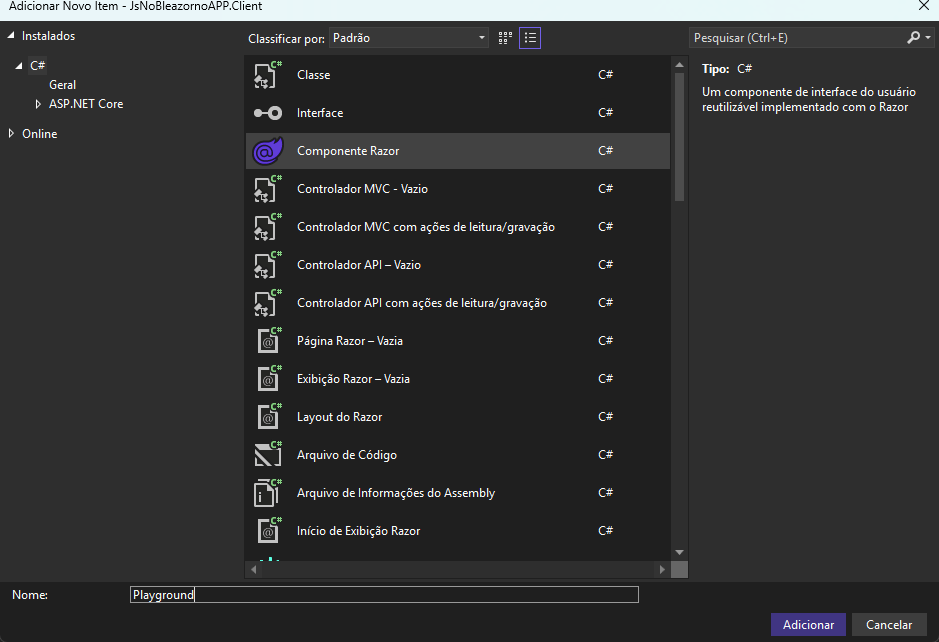 Adicionar Novo Item - JsNoBleazornoAPP.Client
Instalados
C#
Geral
ASP.NET Core
Online
Classificar por: Padrão
Classe C#
Interface C#
Componente Razor C#
Controlador MVC - Vazio C#
Controlador MVC com ações de leitura/gravação C#
Controlador API – Vazio C#
Controlador API com ações de leitura/gravação C#
Página Razor – Vazia C#
Exibição Razor – Vazia C#
Layout do Razor C#
Arquivo de Código C#
Arquivo de Informações do Assembly C#
Início de Exibição Razor C#
Pesquisar (Ctrl+E)
Tipo: C#
Um componente de interface do usuário
reutilizável implementado com o Razor
Nome: Playground
Adicionar Cancelar